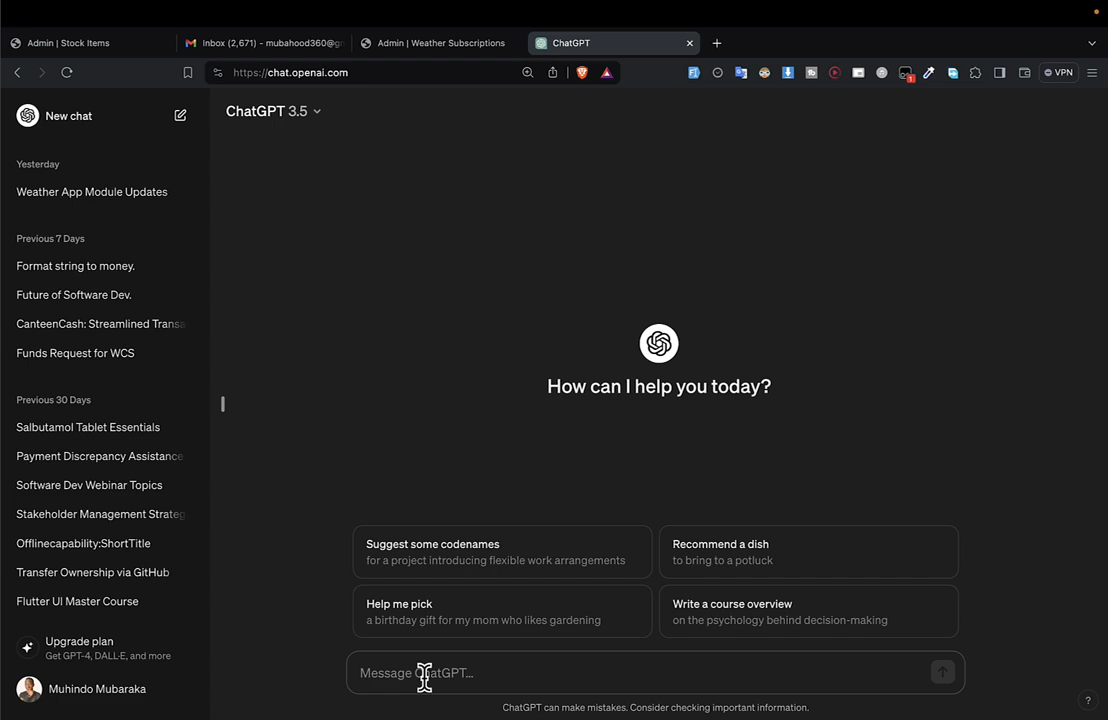 Admin | Stock Items
Inbox (2,671) - mubahood360@gm
Admin | Weather Subscriptions
ChatGPT
https://chat.openai.com
1
VPN
New chat
ChatGPT 3.5
Yesterday
Weather App Module Updates
Previous 7 Days
Format string to money.
Future of Software Dev.
CanteenCash: Streamlined Transa
Funds Request for WCS
Previous 30 Days
Salbutamol Tablet Essentials
Payment Discrepancy Assistance
Software Dev Webinar Topics
Stakeholder Management Strateg
Offlinecapability:ShortTitle
Transfer Ownership via GitHub
Flutter UI Master Course
Upgrade plan
Get GPT-4, DALL·E, and more
Muhindo Mubaraka
How can I help you today?
Suggest some codenames
for a project introducing flexible work arrangements
Recommend a dish
to bring to a potluck
Help me pick
a birthday gift for my mom who likes gardening
Write a course overview
on the psychology behind decision-making
Message ChatGPT...
ChatGPT can make mistakes. Consider checking important information.
?